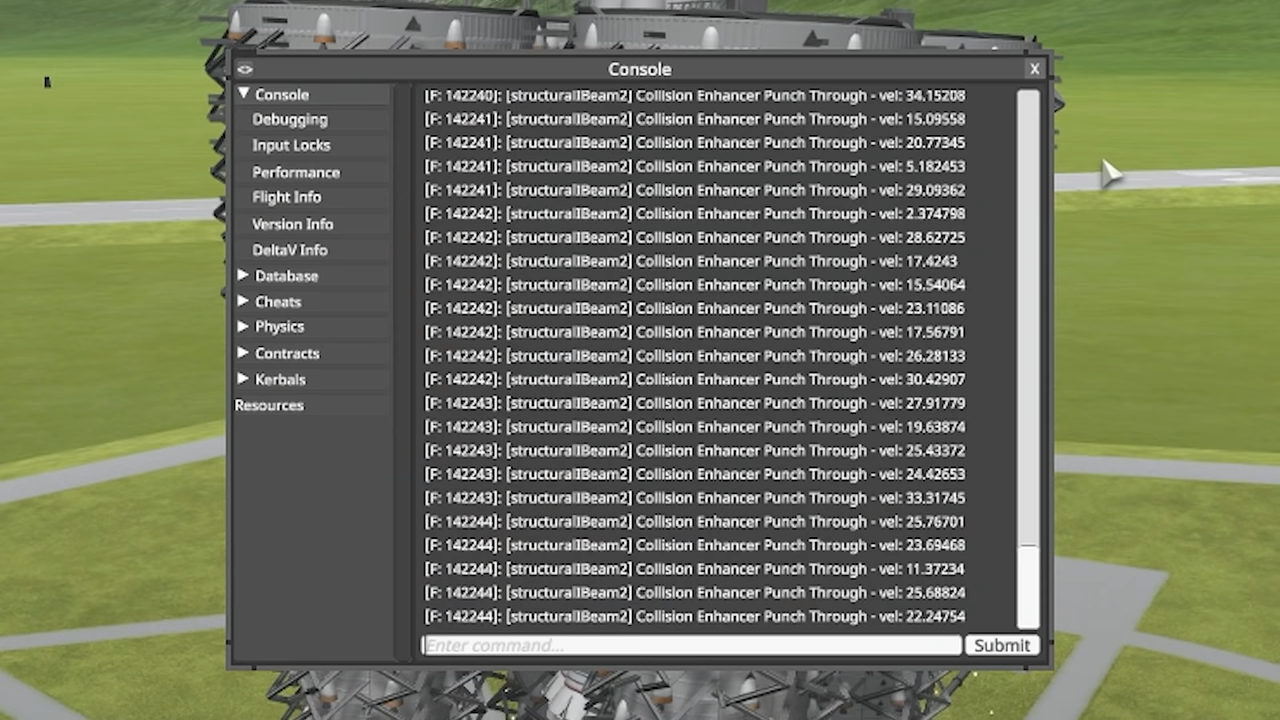 Console
X
Console
Debugging
Input Locks
Performance
Flight Info
Version Info
DeltaV Info
Database
Cheats
Physics
Contracts
Kerbals
Resources
[F: 142240]: [structuralIBeam2] Collision Enhancer Punch Through - vel: 34.15208
[F: 142241]: [structuralIBeam2] Collision Enhancer Punch Through - vel: 15.09558
[F: 142241]: [structuralIBeam2] Collision Enhancer Punch Through - vel: 20.77345
[F: 142241]: [structuralIBeam2] Collision Enhancer Punch Through - vel: 5.182453
[F: 142241]: [structuralIBeam2] Collision Enhancer Punch Through - vel: 29.09362
[F: 142242]: [structuralIBeam2] Collision Enhancer Punch Through - vel: 2.374798
[F: 142242]: [structuralIBeam2] Collision Enhancer Punch Through - vel: 28.62725
[F: 142242]: [structuralIBeam2] Collision Enhancer Punch Through - vel: 17.4243
[F: 142242]: [structuralIBeam2] Collision Enhancer Punch Through - vel: 15.54064
[F: 142242]: [structuralIBeam2] Collision Enhancer Punch Through - vel: 23.11086
[F: 142242]: [structuralIBeam2] Collision Enhancer Punch Through - vel: 17.56791
[F: 142242]: [structuralIBeam2] Collision Enhancer Punch Through - vel: 26.28133
[F: 142242]: [structuralIBeam2] Collision Enhancer Punch Through - vel: 30.42907
[F: 142243]: [structuralIBeam2] Collision Enhancer Punch Through - vel: 27.91779
[F: 142243]: [structuralIBeam2] Collision Enhancer Punch Through - vel: 19.63874
[F: 142243]: [structuralIBeam2] Collision Enhancer Punch Through - vel: 25.43372
[F: 142243]: [structuralIBeam2] Collision Enhancer Punch Through - vel: 24.42653
[F: 142243]: [structuralIBeam2] Collision Enhancer Punch Through - vel: 33.31745
[F: 142244]: [structuralIBeam2] Collision Enhancer Punch Through - vel: 25.76701
[F: 142244]: [structuralIBeam2] Collision Enhancer Punch Through - vel: 23.69468
[F: 142244]: [structuralIBeam2] Collision Enhancer Punch Through - vel: 11.37234
[F: 142244]: [structuralIBeam2] Collision Enhancer Punch Through - vel: 25.68824
[F: 142244]: [structuralIBeam2] Collision Enhancer Punch Through - vel: 22.24754
Enter command...
Submit